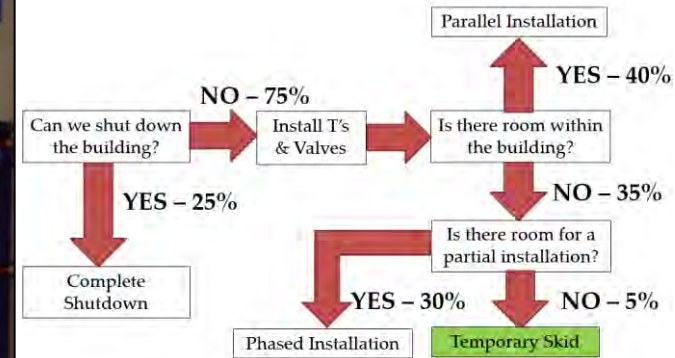 Parallel Installation
YES – 40%
NO – 75%
Can we shut down
the building?
Install T's
& Valves
Is there room within
the building?
YES – 25%
NO – 35%
Is there room for a
partial installation?
Complete
Shutdown
YES – 30%
NO – 5%
Phased Installation
Temporary Skid